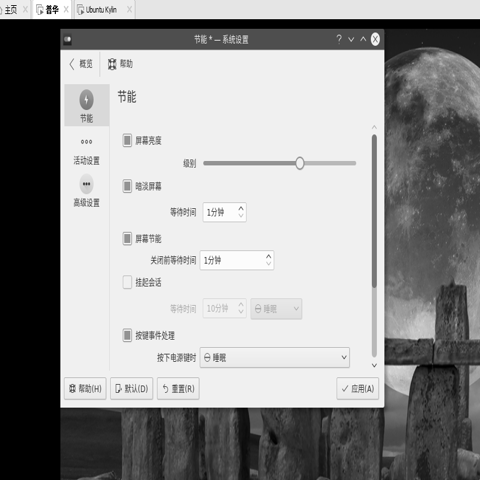 主页
普华
Ubuntu Kylin
节能 * — 系统设置
概览
帮助
节能
节能
活动设置
高级设置
屏幕亮度
级别
暗淡屏幕
等待时间 1分钟
屏幕节能
关闭前等待时间 1分钟
挂起会话
等待时间 10分钟 睡眠
按键事件处理
按下电源键时 睡眠
帮助(H) 默认(D) 重置(R) 应用(A)